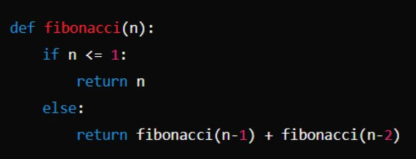 def fibonacci(n):
    if n <= 1:
        return n
    else:
        return fibonacci(n-1) + fibonacci(n-2)